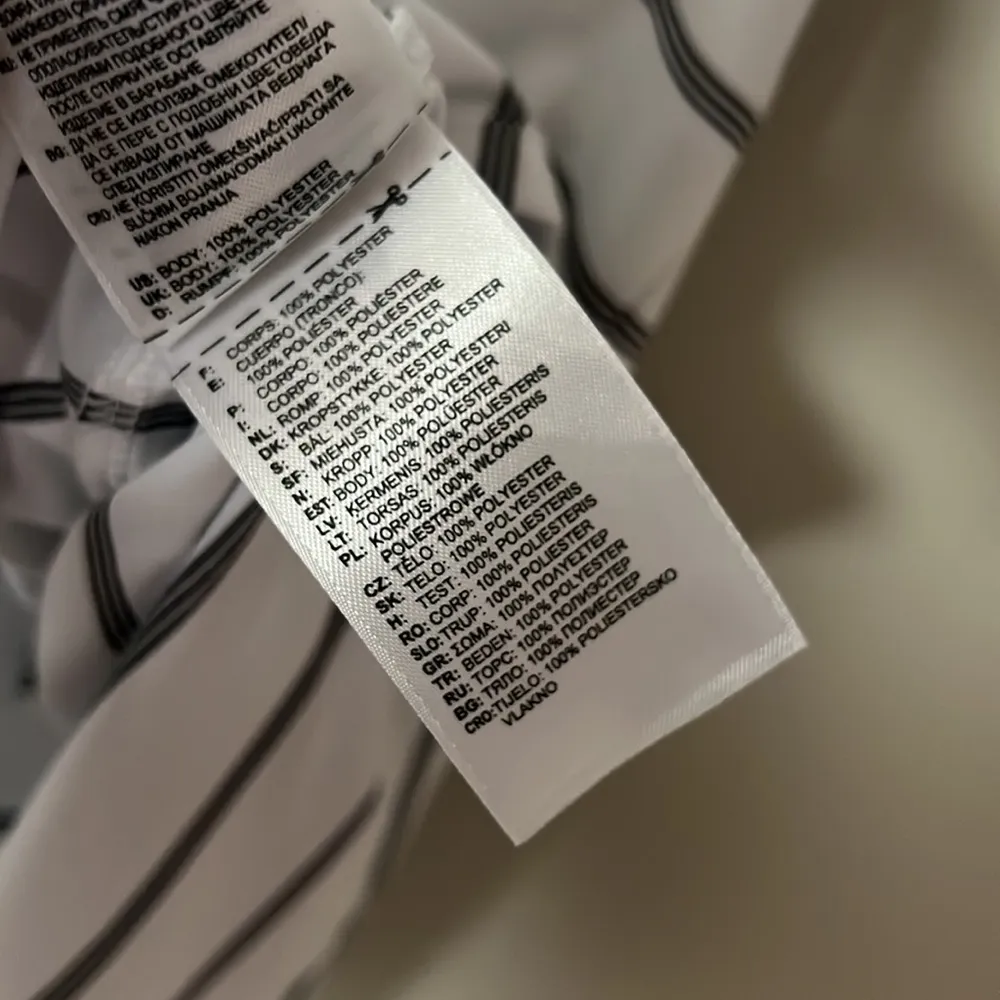 RU: НЕ ПРИМЕНЯТЬ СМЯГ
ОПОЛАСКИВАТЕЛЬ/СТИРАТЬ
ИЗДЕЛИЯМИ ПОДОБНОГО ЦВЕТ
ПОСЛЕ СТИРКИ НЕ ОСТАВЛЯЙТЕ
ИЗДЕЛИЕ В БАРАБАНЕ
BG: ДА НЕ СЕ ИЗПОЛЗВА ОМЕКОТИТЕЛ/
ДА СЕ ПЕРЕ С ПОДОБНИ ЦВЕТОВЕ/ДА
СЕ ИЗВАДИ ОТ МАШИНАТА ВЕДНАГА
СЛЕД ИЗПИРАНЕ
CRO: NE KORISTITI OMEKŠIVAČ/PRATI SA
SLIČNIM BOJAMA/ODMAH UKLONITE
NAKON PRANJA
US: BODY: 100% POLYESTER
UK: BODY: 100% POLYESTER
D: RUMPF: 100% POLYESTER
F: CORPS: 100% POLYESTER
E: CUERPO (TRONCO):
100% POLIÉSTER
P: CORPO: 100% POLIÉSTER
I: CORPO: 100% POLIESTERE
NL: ROMP: 100% POLYESTER
DK: KROPSTYKKE: 100% POLYESTER
S: BÅL: 100% POLYESTER
SF: MIEHUSTA: 100% POLYESTERI
N: KROPP: 100% POLYESTER
EST: BODY: 100% POLÜESTER
LV: KERMENIS: 100% POLIESTERIS
LT: TORSAS: 100% POLIESTERIS
PL: KORPUS: 100% WŁÓKNO
POLIESTROWE
CZ: TĚLO: 100% POLYESTER
SK: TELO: 100% POLYESTER
H: TEST: 100% POLIÉSZTER
RO: CORP: 100% POLIESTERIS
SLO: TRUP: 100% POLIESTER
GR: ΣΩΜΑ: 100% ΠΟΛΥΕΣΤΕΡ
TR: BEDEN: 100% POLYESTER
RU: ТОРС: 100% ПОЛИЭСТЕР
BG: ТЯЛО: 100% ПОЛИЕСТЕР
CRO: TIJELO: 100% POLIESTERSKO
VLAKNO